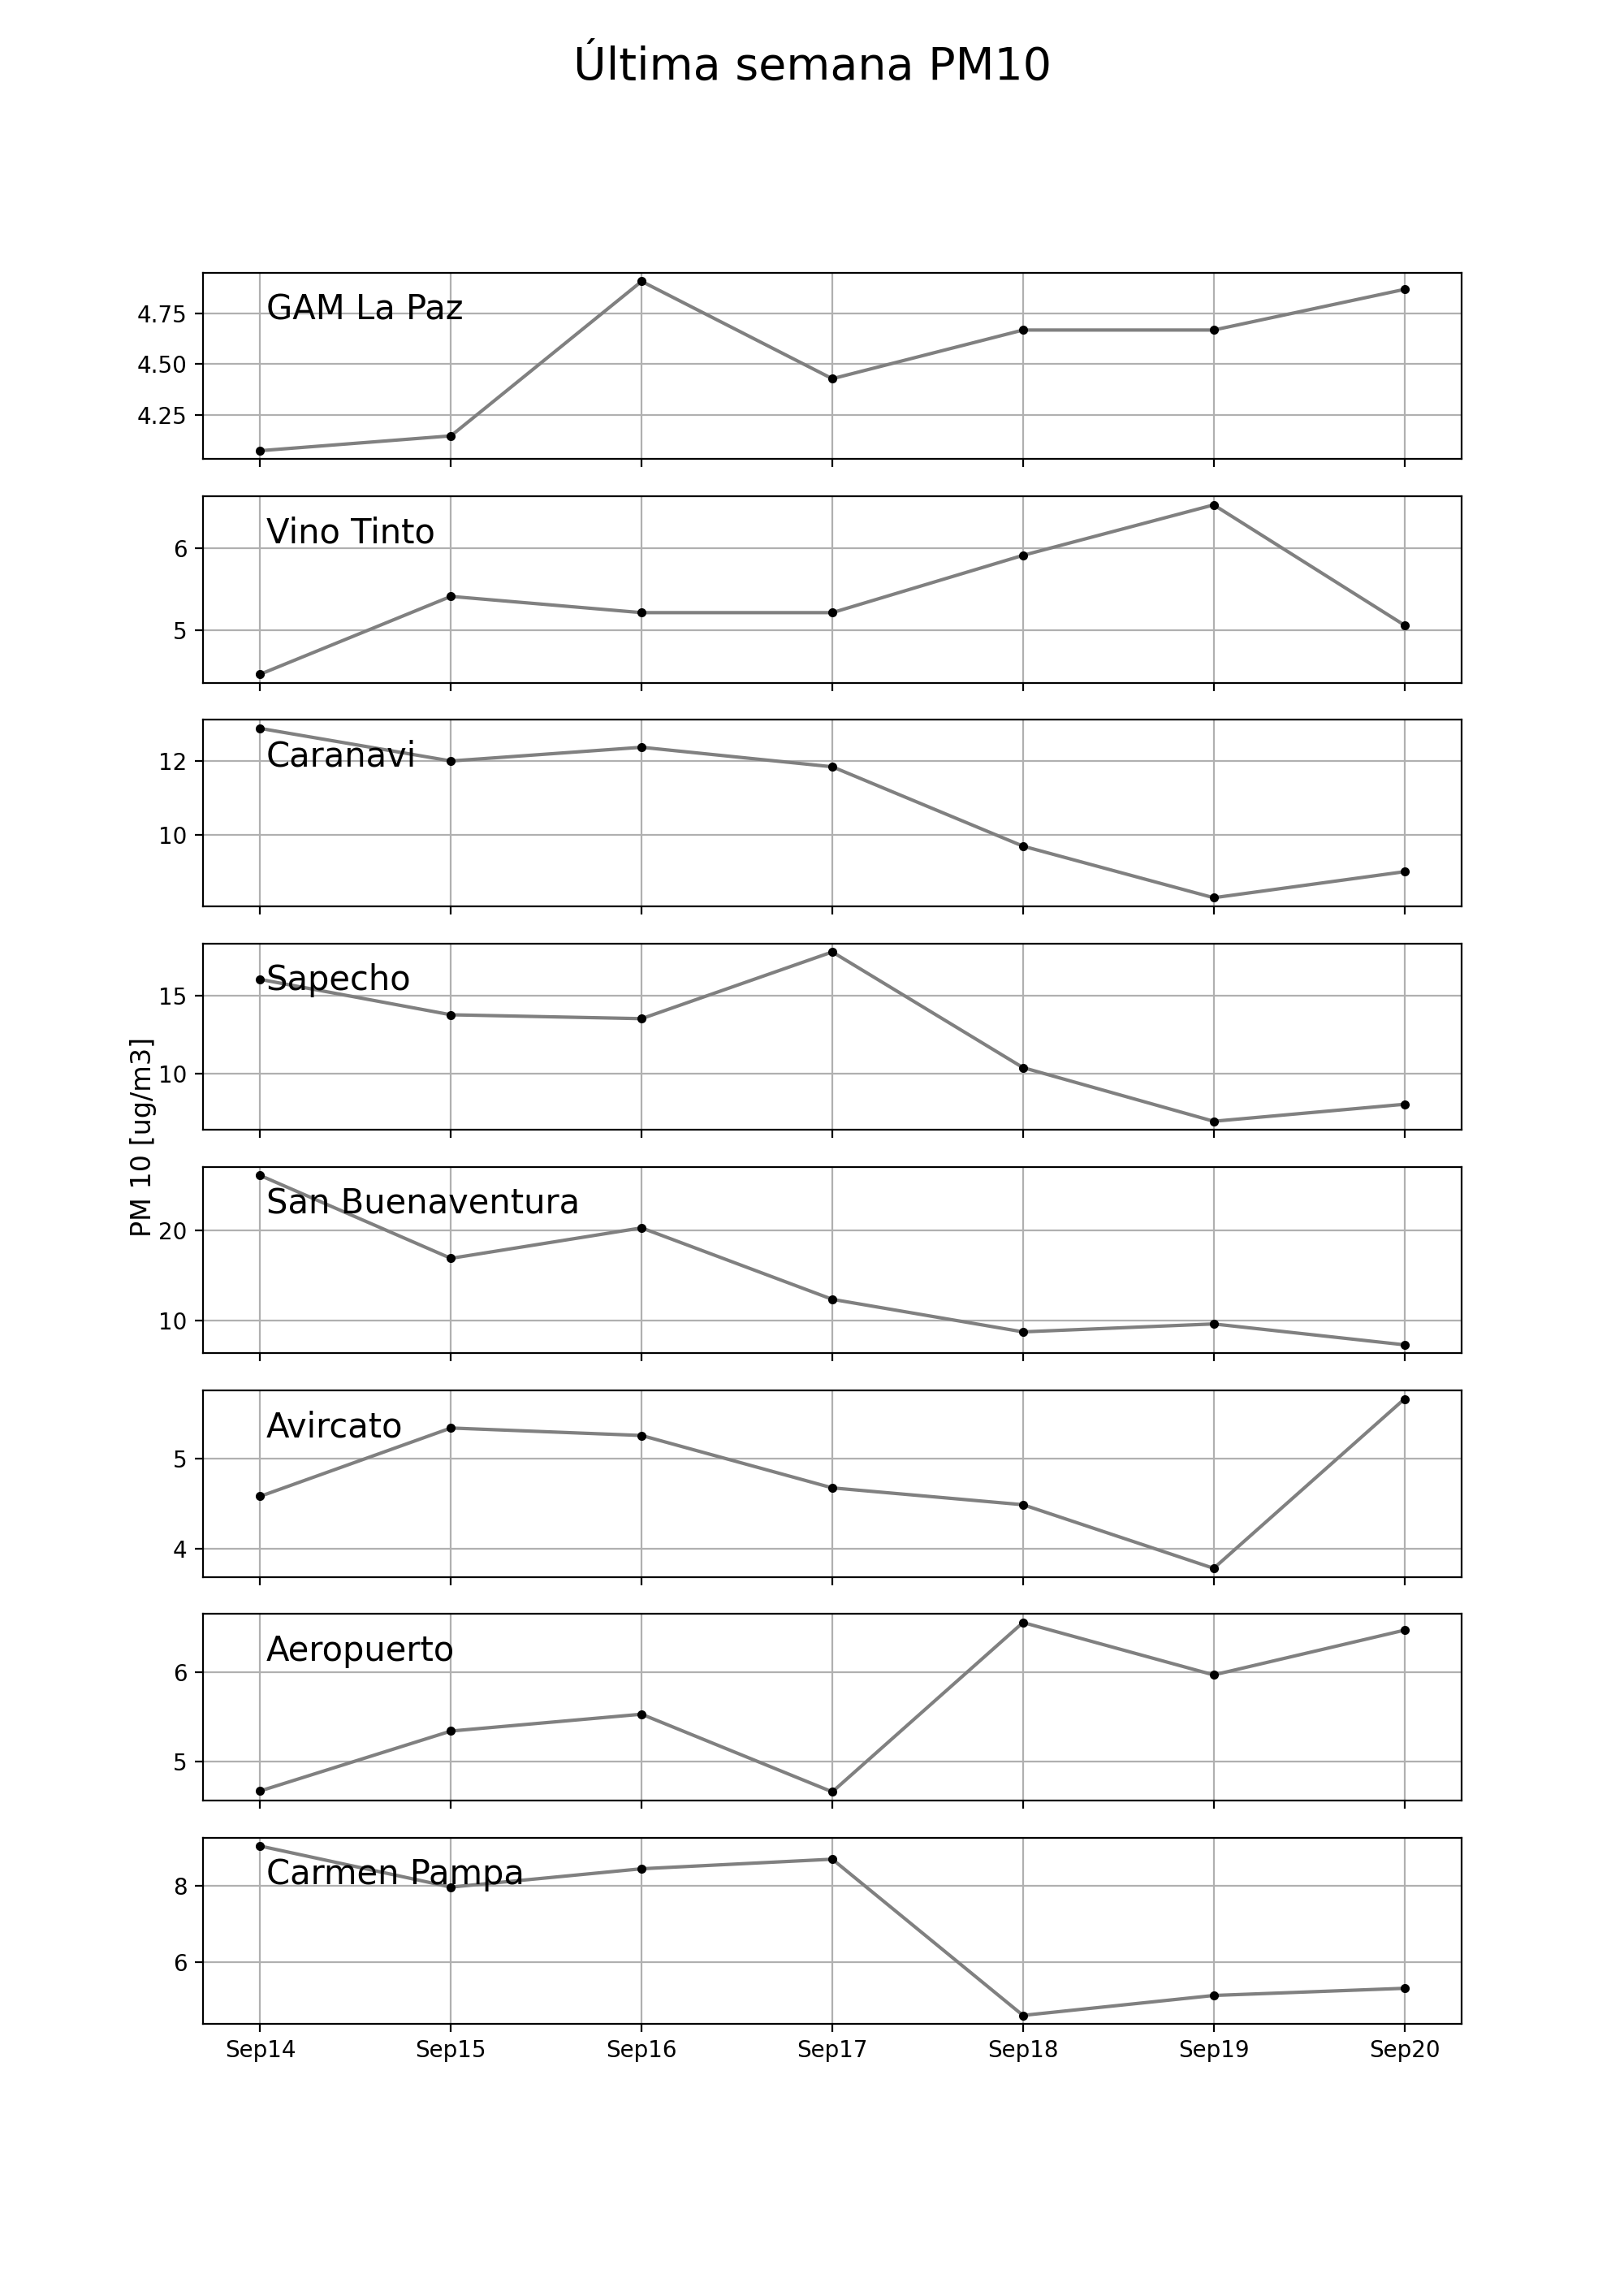 Última semana PM10
GAM La Paz
4.75
4.50
4.25
Vino Tinto
6
5
Caranavi
12
10
Sapecho
15
10
PM 10 [ug/m3]
San Buenaventura
20
10
Avircato
5
4
Aeropuerto
6
5
Carmen Pampa
8
6
Sep14 Sep15 Sep16 Sep17 Sep18 Sep19 Sep20